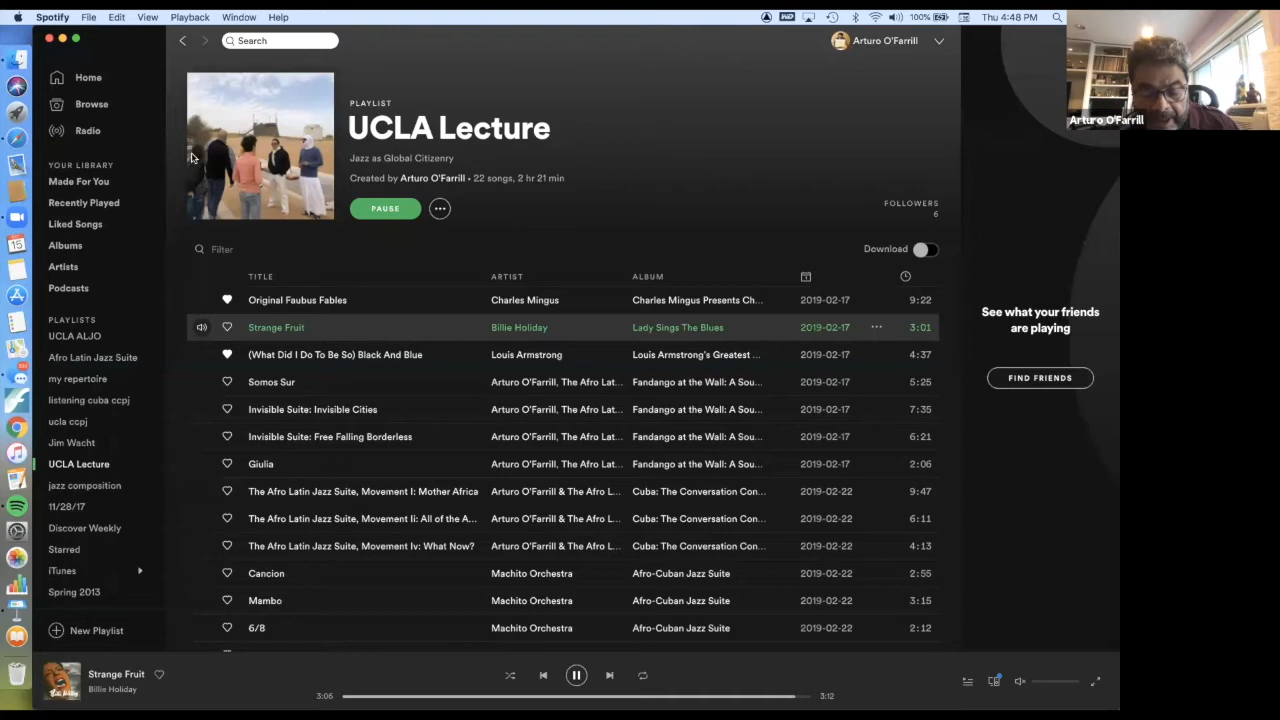 Spotify File Edit View Playback Window Help 100% Thu 4:48 PM
Search
Arturo O'Farrill
Arturo O'Farrill
Home
Browse
Radio
YOUR LIBRARY
Made For You
Recently Played
Liked Songs
Albums
Artists
Podcasts
PLAYLISTS
UCLA ALJO
Afro Latin Jazz Suite
my repertoire
listening cuba ccpj
ucla ccpj
Jim Wacht
UCLA Lecture
jazz composition
11/28/17
Discover Weekly
Starred
iTunes
Spring 2013
New Playlist
PLAYLIST
UCLA Lecture
Jazz as Global Citizenry
Created by Arturo O'Farrill • 22 songs, 2 hr 21 min
PAUSE
FOLLOWERS
6
Filter
Download
TITLE ARTIST ALBUM
Original Faubus Fables Charles Mingus Charles Mingus Presents Ch... 2019-02-17 9:22
Strange Fruit Billie Holiday Lady Sings The Blues 2019-02-17 3:01
(What Did I Do To Be So) Black And Blue Louis Armstrong Louis Armstrong's Greatest ... 2019-02-17 4:37
Somos Sur Arturo O'Farrill, The Afro Lat... Fandango at the Wall: A Sou... 2019-02-17 5:25
Invisible Suite: Invisible Cities Arturo O'Farrill, The Afro Lat... Fandango at the Wall: A Sou... 2019-02-17 7:35
Invisible Suite: Free Falling Borderless Arturo O'Farrill, The Afro Lat... Fandango at the Wall: A Sou... 2019-02-17 6:21
Giulia Arturo O'Farrill, The Afro Lat... Fandango at the Wall: A Sou... 2019-02-17 2:06
The Afro Latin Jazz Suite, Movement I: Mother Africa Arturo O'Farrill & The Afro L... Cuba: The Conversation Con... 2019-02-22 9:47
The Afro Latin Jazz Suite, Movement Ii: All of the A... Arturo O'Farrill & The Afro L... Cuba: The Conversation Con... 2019-02-22 6:11
The Afro Latin Jazz Suite, Movement Iv: What Now? Arturo O'Farrill & The Afro L... Cuba: The Conversation Con... 2019-02-22 4:13
Cancion Machito Orchestra Afro-Cuban Jazz Suite 2019-02-22 2:55
Mambo Machito Orchestra Afro-Cuban Jazz Suite 2019-02-22 3:15
6/8 Machito Orchestra Afro-Cuban Jazz Suite 2019-02-22 2:12
See what your friends
are playing
FIND FRIENDS
Strange Fruit
Billie Holiday
3:06 3:12